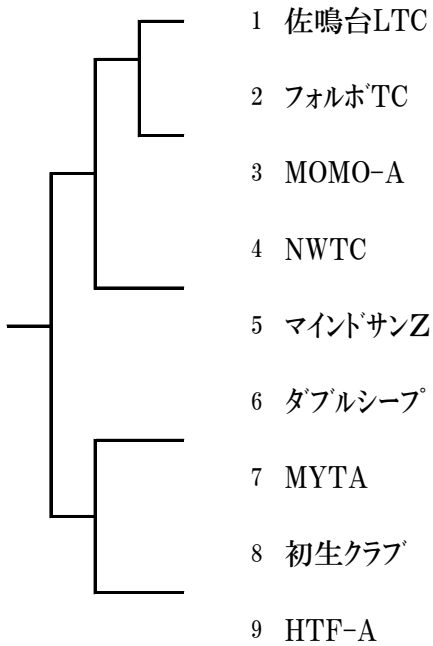 1 佐鳴台LTC
2 フォルボTC
3 MOMO-A
4 NWTC
5 マインドサンZ
6 ダブルシープ
7 MYTA
8 初生クラブ
9 HTF-A